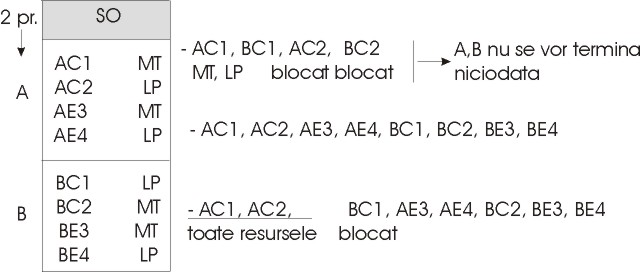 2 pr.
SO
A
AC1 MT
AC2 LP
AE3 MT
AE4 LP
B
BC1 LP
BC2 MT
BE3 MT
BE4 LP
- AC1, BC1, AC2, BC2
MT, LP blocat blocat
A,B nu se vor termina
niciodata
- AC1, AC2, AE3, AE4, BC1, BC2, BE3, BE4
- AC1, AC2, BC1, AE3, AE4, BC2, BE3, BE4
toate resursele blocat